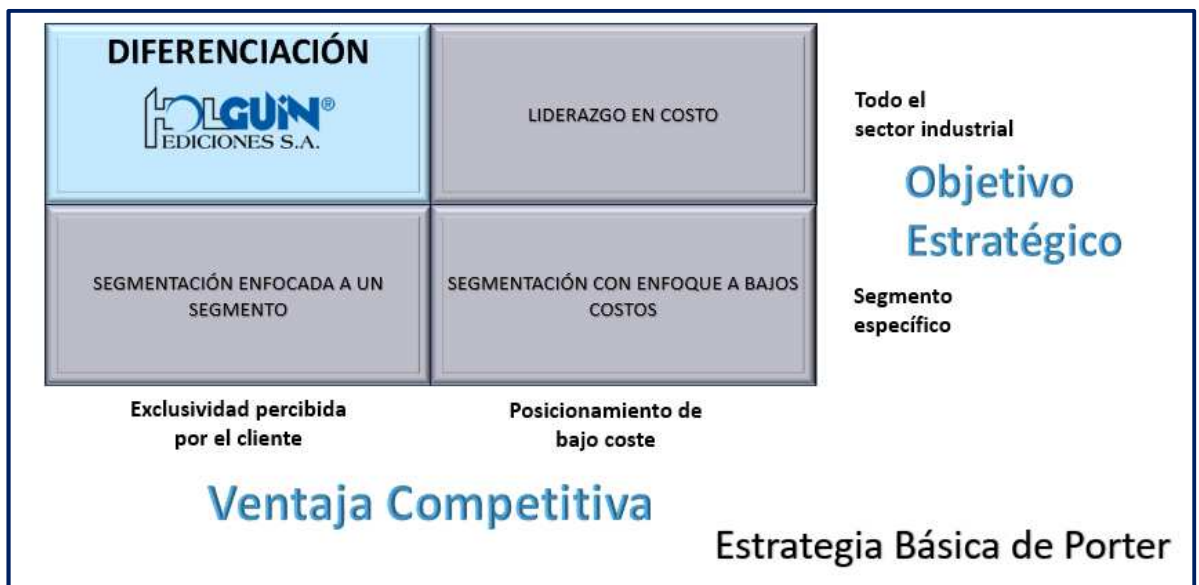 DIFERENCIACIÓN
HOLGUIN®
EDICIONES S.A.
LIDERAZGO EN COSTO
Todo el
sector industrial
Objetivo
Estratégico
SEGMENTACIÓN ENFOCADA A UN
SEGMENTO
SEGMENTACIÓN CON ENFOQUE A BAJOS
COSTOS
Segmento
específico
Exclusividad percibida
por el cliente
Posicionamiento de
bajo coste
Ventaja Competitiva
Estrategia Básica de Porter